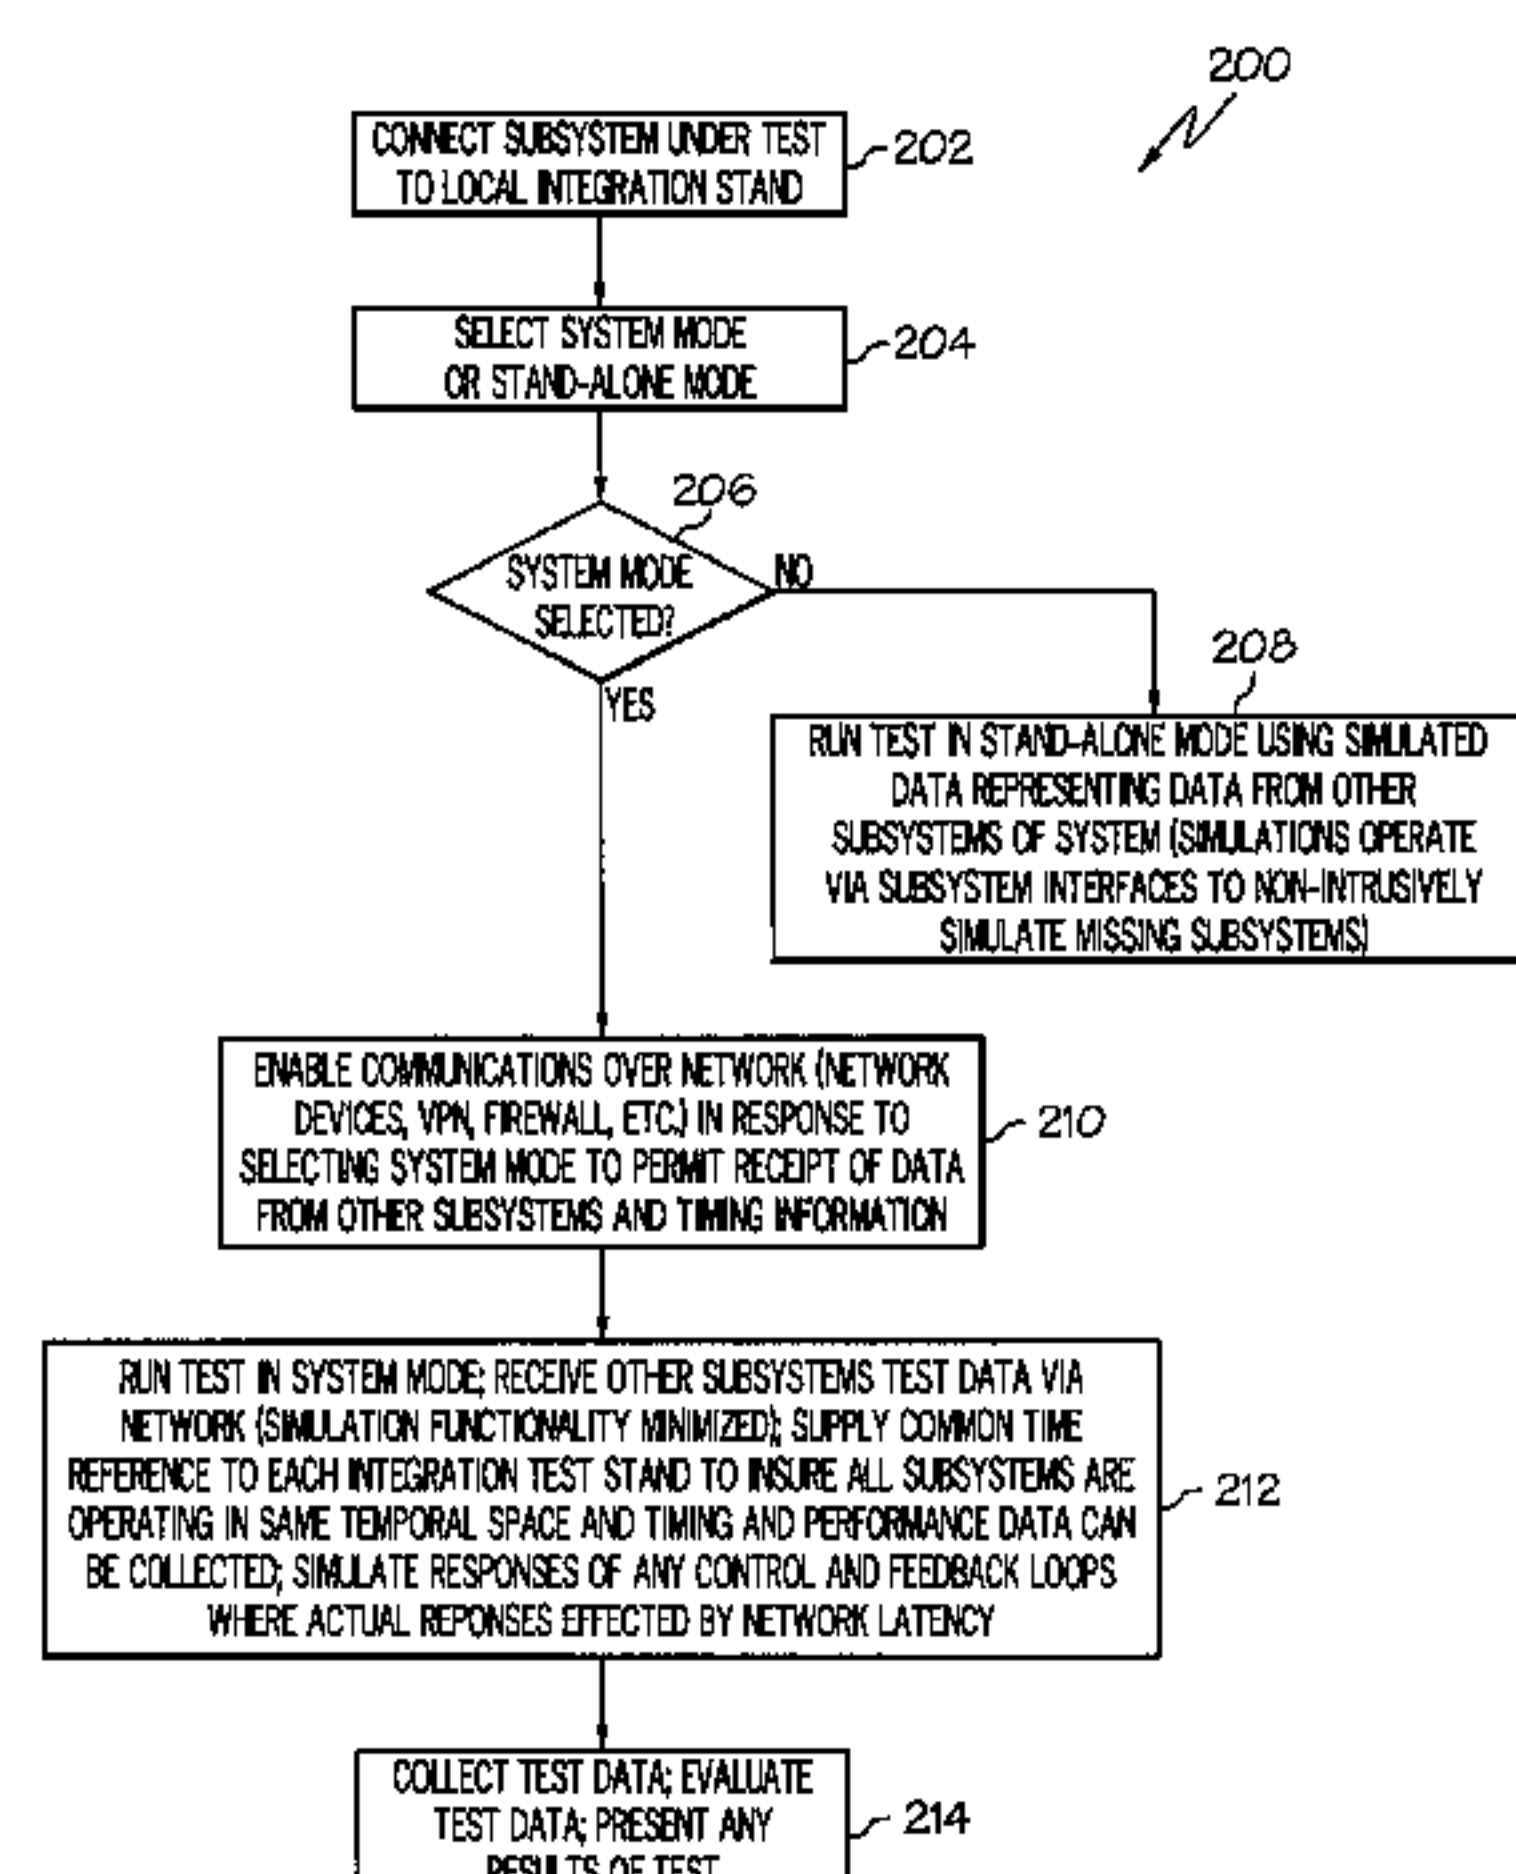 200
CONNECT SUBSYSTEM UNDER TEST
TO LOCAL INTEGRATION STAND
202
SELECT SYSTEM MODE
OR STAND-ALONE MODE
204
206
SYSTEM MODE
SELECTED?
NO
YES
208
RUN TEST IN STAND-ALONE MODE USING SIMULATED
DATA REPRESENTING DATA FROM OTHER
SUBSYSTEMS OF SYSTEM (SIMULATIONS OPERATE
VIA SUBSYSTEM INTERFACES TO NON-INTRUSIVELY
SIMULATE MISSING SUBSYSTEMS)
ENABLE COMMUNICATIONS OVER NETWORK (NETWORK
DEVICES, VPN, FIREWALL, ETC.) IN RESPONSE TO
SELECTING SYSTEM MODE TO PERMIT RECEIPT OF DATA
FROM OTHER SUBSYSTEMS AND TIMING INFORMATION
210
RUN TEST IN SYSTEM MODE; RECEIVE OTHER SUBSYSTEMS TEST DATA VIA
NETWORK (SIMULATION FUNCTIONALITY MINIMIZED); SUPPLY COMMON TIME
REFERENCE TO EACH INTEGRATION TEST STAND TO INSURE ALL SUBSYSTEMS ARE
OPERATING IN SAME TEMPORAL SPACE AND TIMING AND PERFORMANCE DATA CAN
BE COLLECTED; SIMULATE RESPONSES OF ANY CONTROL AND FEEDBACK LOOPS
WHERE ACTUAL REPONSES EFFECTED BY NETWORK LATENCY
212
COLLECT TEST DATA; EVALUATE
TEST DATA; PRESENT ANY
RESULTS OF TEST
214